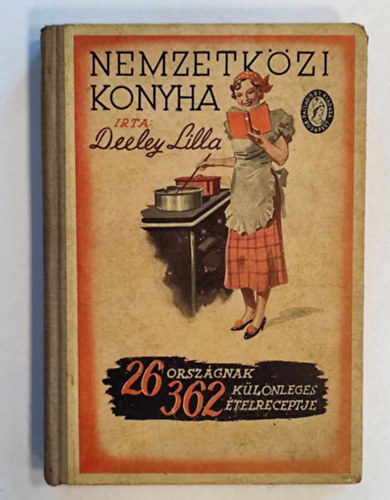 NEMZETKÖZI
KONYHA
IRTA:
Deeley Lilla
26 ORSZÁGNAK
362 KÜLÖNLEGES
ÉTELRECEPTJE